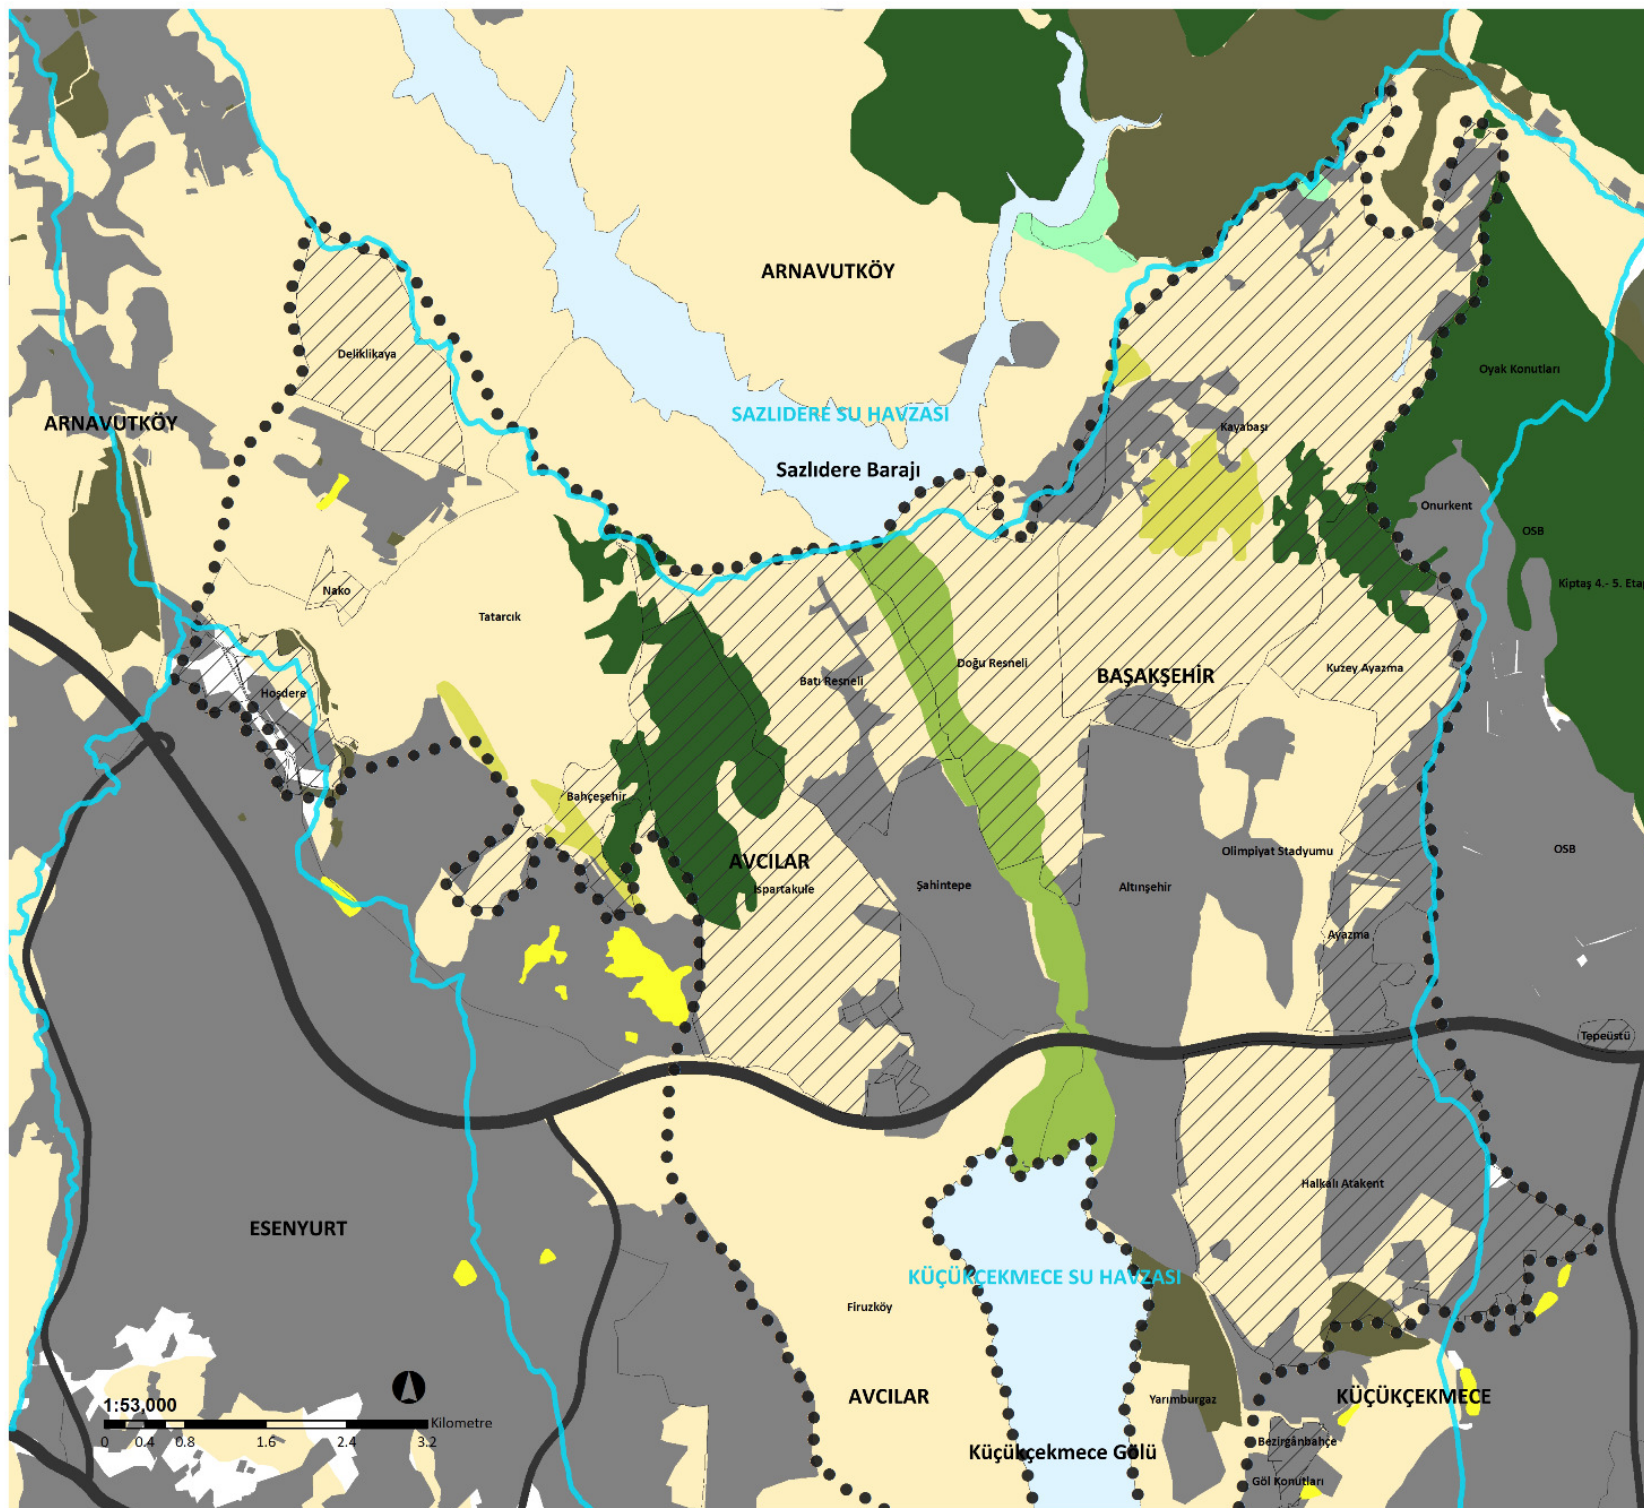 ARNAVUTKÖY
Deliklikaya
Oyak Konutları
SAZLIDERE SU HAVZASI
ARNAVUTKÖY
Kayabaşı
Sazlıdere Barajı
Onurkent
OSB
Kiptaş 4.- 5. Eta
Nako
Tatarcık
Doğu Resneli
Kuzey Ayazma
BAŞAKŞEHİR
Batı Resneli
Hoşdere
Bahçeşehir
Olimpiyat Stadyumu
OSB
AVCILAR
Ispartakule
Şahintepe
Altınşehir
Ayazma
Tepeüstü
Halkalı Atakent
ESENYURT
KÜÇÜKÇEKMECE SU HAVZASI
Firuzköy
AVCILAR
Yarımburgaz
KÜÇÜKÇEKMECE
1:53,000
Kilometre
0 0.4 0.8 1.6 2.4 3.2
Bezirganbahçe
Küçükçekmece Gölü
Göl Konutları